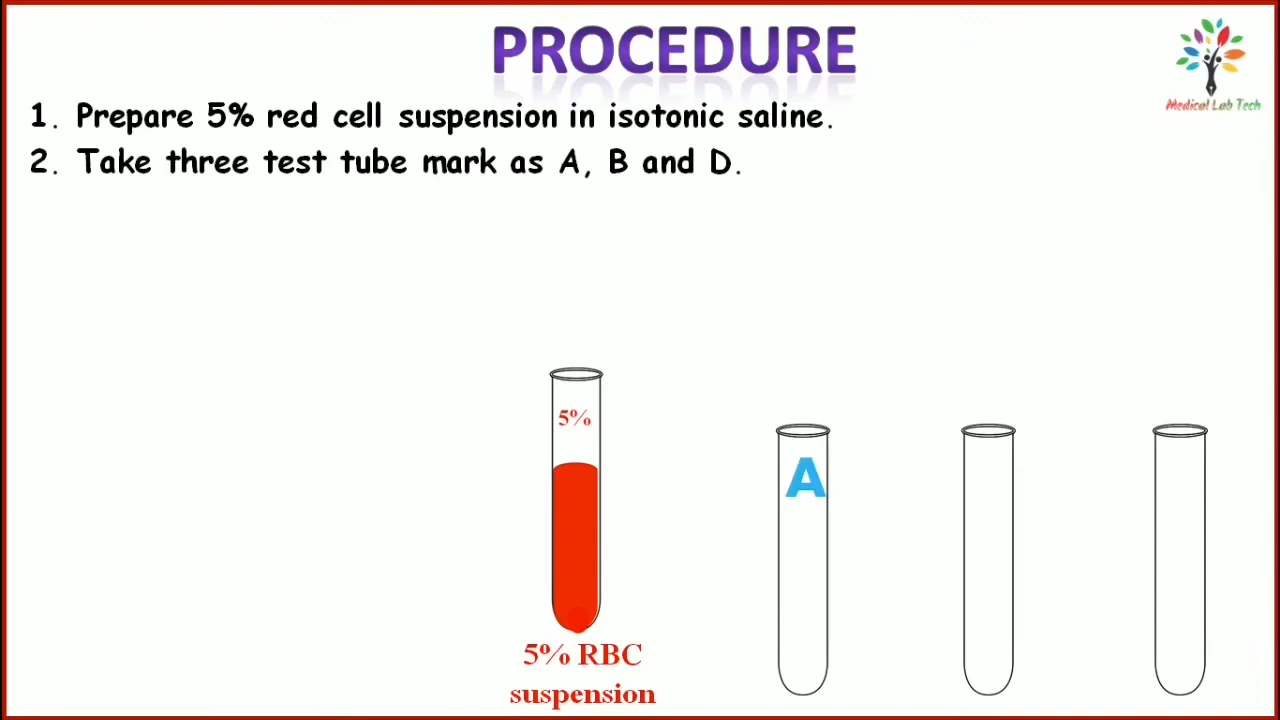 PROCEDURE
Medical Lab Tech
1. Prepare 5% red cell suspension in isotonic saline.
2. Take three test tube mark as A, B and D.
5%
A
5% RBC
suspension